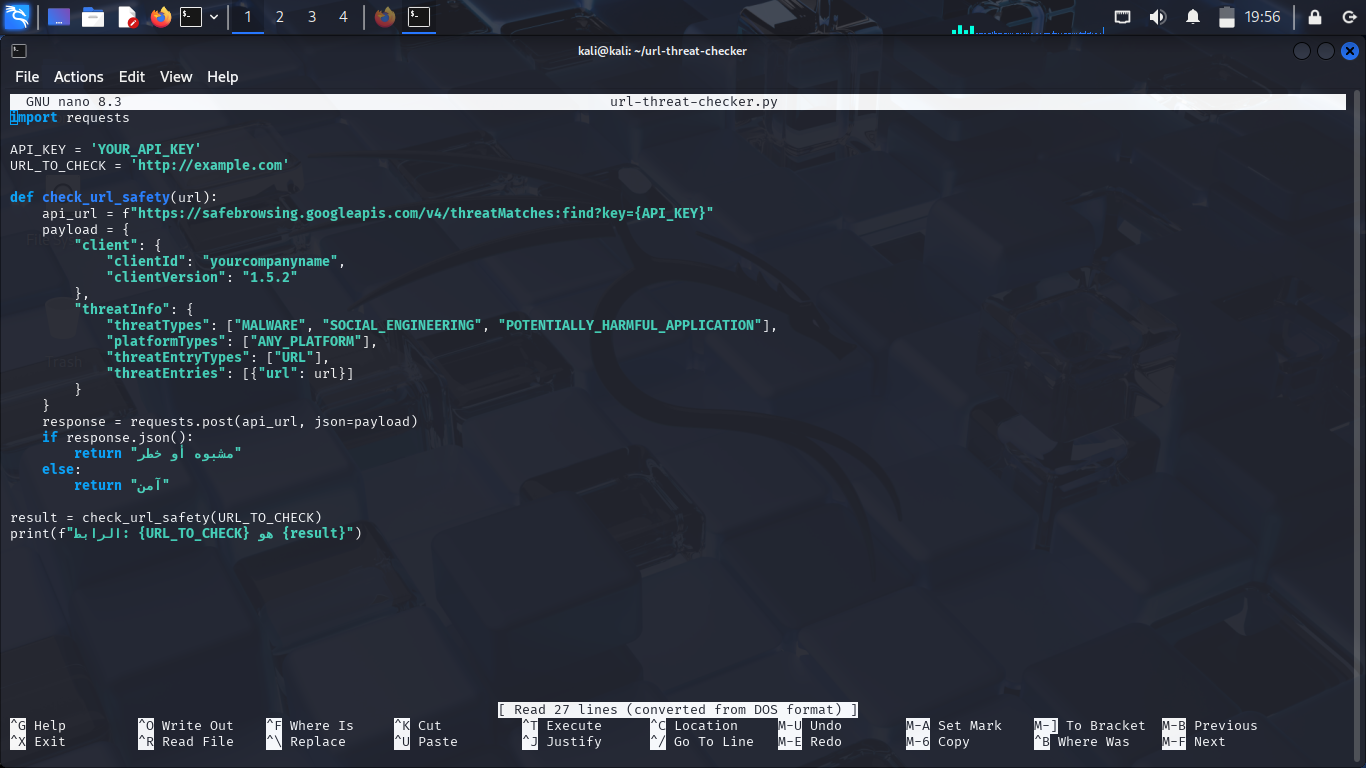 1 2 3 4 19:56
kali@kali: ~/url-threat-checker
File Actions Edit View Help
GNU nano 8.3 url-threat-checker.py
import requests
API_KEY = 'YOUR_API_KEY'
URL_TO_CHECK = 'http://example.com'
def check_url_safety(url):
    api_url = f"https://safebrowsing.googleapis.com/v4/threatMatches:find?key={API_KEY}"
    payload = {
        "client": {
            "clientId": "yourcompanyname",
            "clientVersion": "1.5.2"
        },
        "threatInfo": {
            "threatTypes": ["MALWARE", "SOCIAL_ENGINEERING", "POTENTIALLY_HARMFUL_APPLICATION"],
            "platformTypes": ["ANY_PLATFORM"],
            "threatEntryTypes": ["URL"],
            "threatEntries": [{"url": url}]
        }
    }
    response = requests.post(api_url, json=payload)
    if response.json():
        return "مشبوه أو خطر"
    else:
        return "آمن"
result = check_url_safety(URL_TO_CHECK)
print(f"الرابط: {URL_TO_CHECK} هو {result}")
Trash
[ Read 27 lines (converted from DOS format) ]
^G Help ^O Write Out ^F Where Is ^K Cut ^T Execute ^C Location M-U Undo M-A Set Mark M-] To Bracket M-B Previous
^X Exit ^R Read File ^\ Replace ^U Paste ^J Justify ^/ Go To Line M-E Redo M-6 Copy ^B Where Was M-F Next